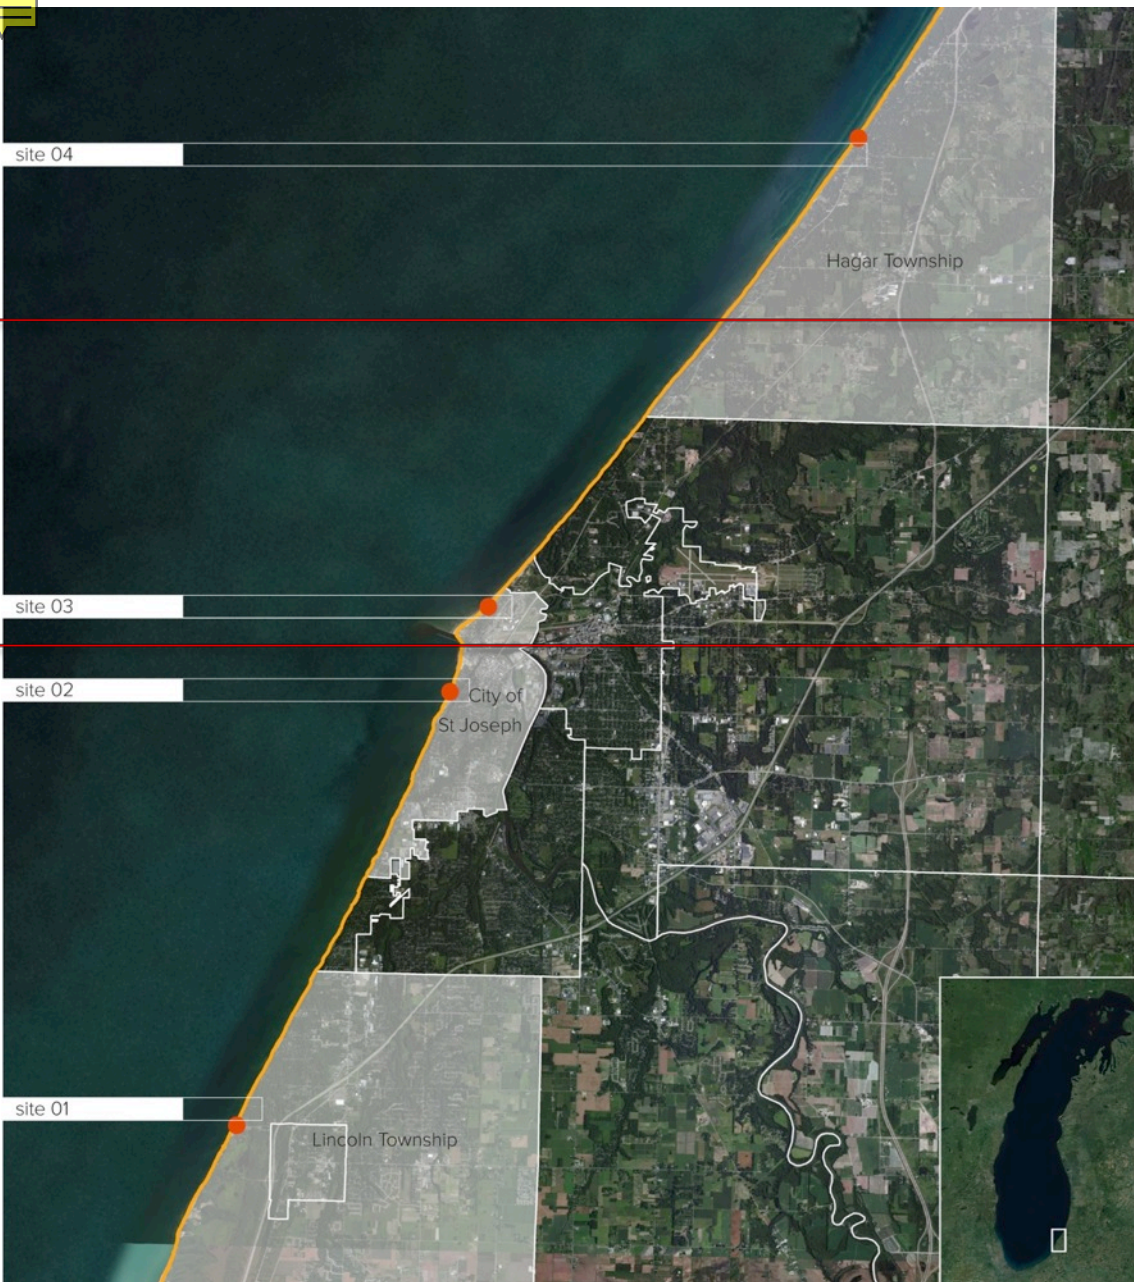 site 04
Hagar Township
site 03
site 02
City of
St Joseph
site 01
Lincoln Township